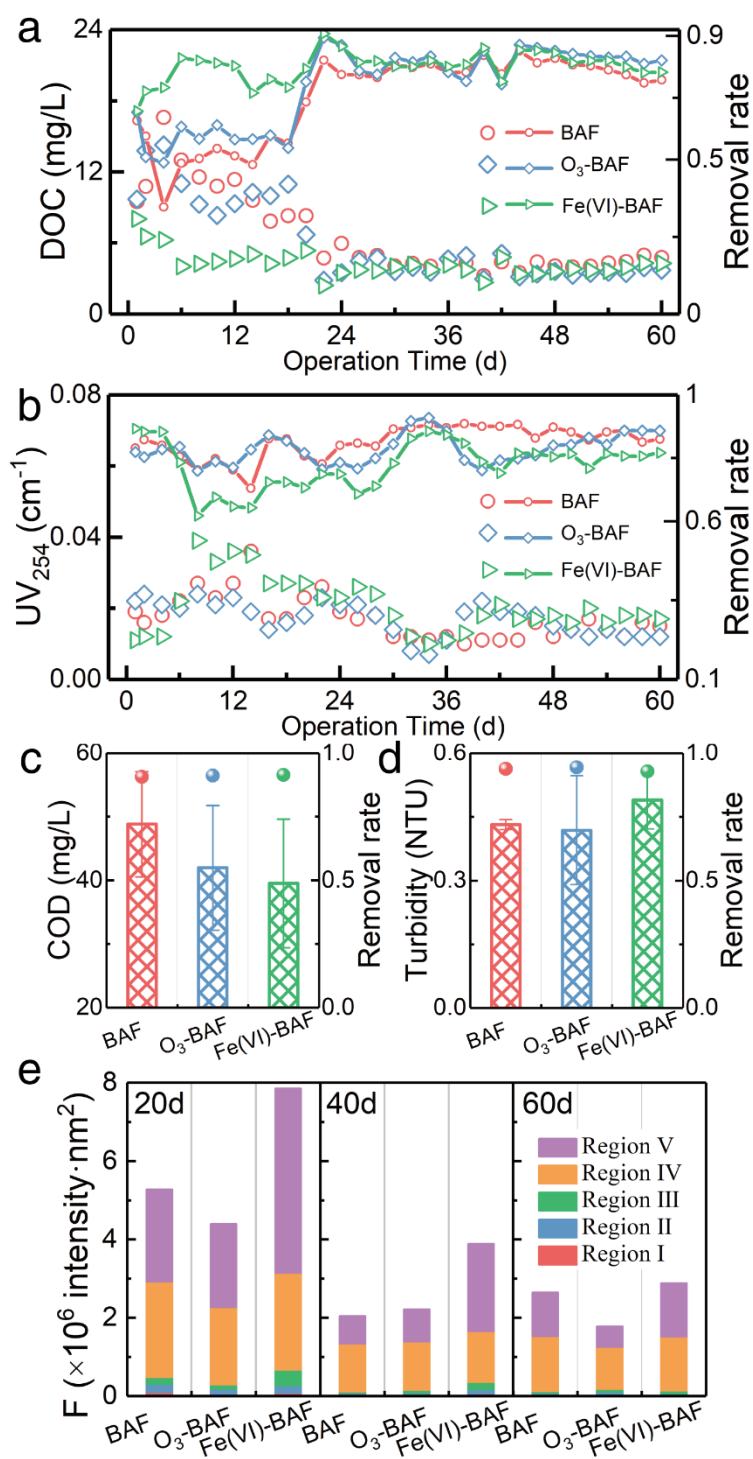 a
24
12
0
DOC (mg/L)
0.9
0.5
0.0
Removal rate
BAF
O₃-BAF
Fe(VI)-BAF
0 12 24 36 48 60
Operation Time (d)
b
0.08
0.04
0.00
UV₂₅₄ (cm⁻¹)
1
0.6
0.1
Removal rate
BAF
O₃-BAF
Fe(VI)-BAF
0 12 24 36 48 60
Operation Time (d)
c
60
40
20
COD (mg/L)
1.0
0.5
0.0
Removal rate
BAF O₃-BAF Fe(VI)-BAF
d
0.6
0.3
0.0
Turbidity (NTU)
1.0
0.5
0.0
Removal rate
BAF O₃-BAF Fe(VI)-BAF
e
8
6
4
2
0
F (×10⁶ intensity·nm²)
20d 40d 60d
Region V
Region IV
Region III
Region II
Region I
BAF O₃-BAF Fe(VI)-BAF BAF O₃-BAF Fe(VI)-BAF BAF O₃-BAF Fe(VI)-BAF